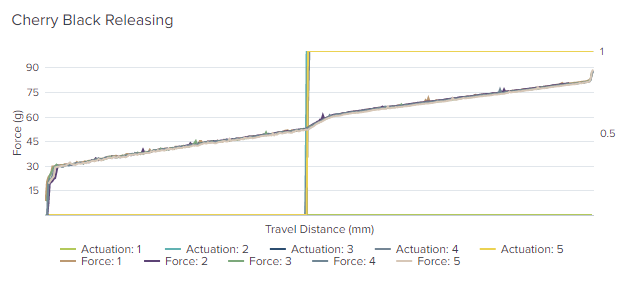 Cherry Black Releasing
1
90
75
60
0.5
45
30
15
Force (g)
Travel Distance (mm)
Actuation: 1 Actuation: 2 Actuation: 3 Actuation: 4 Actuation: 5
Force: 1 Force: 2 Force: 3 Force: 4 Force: 5